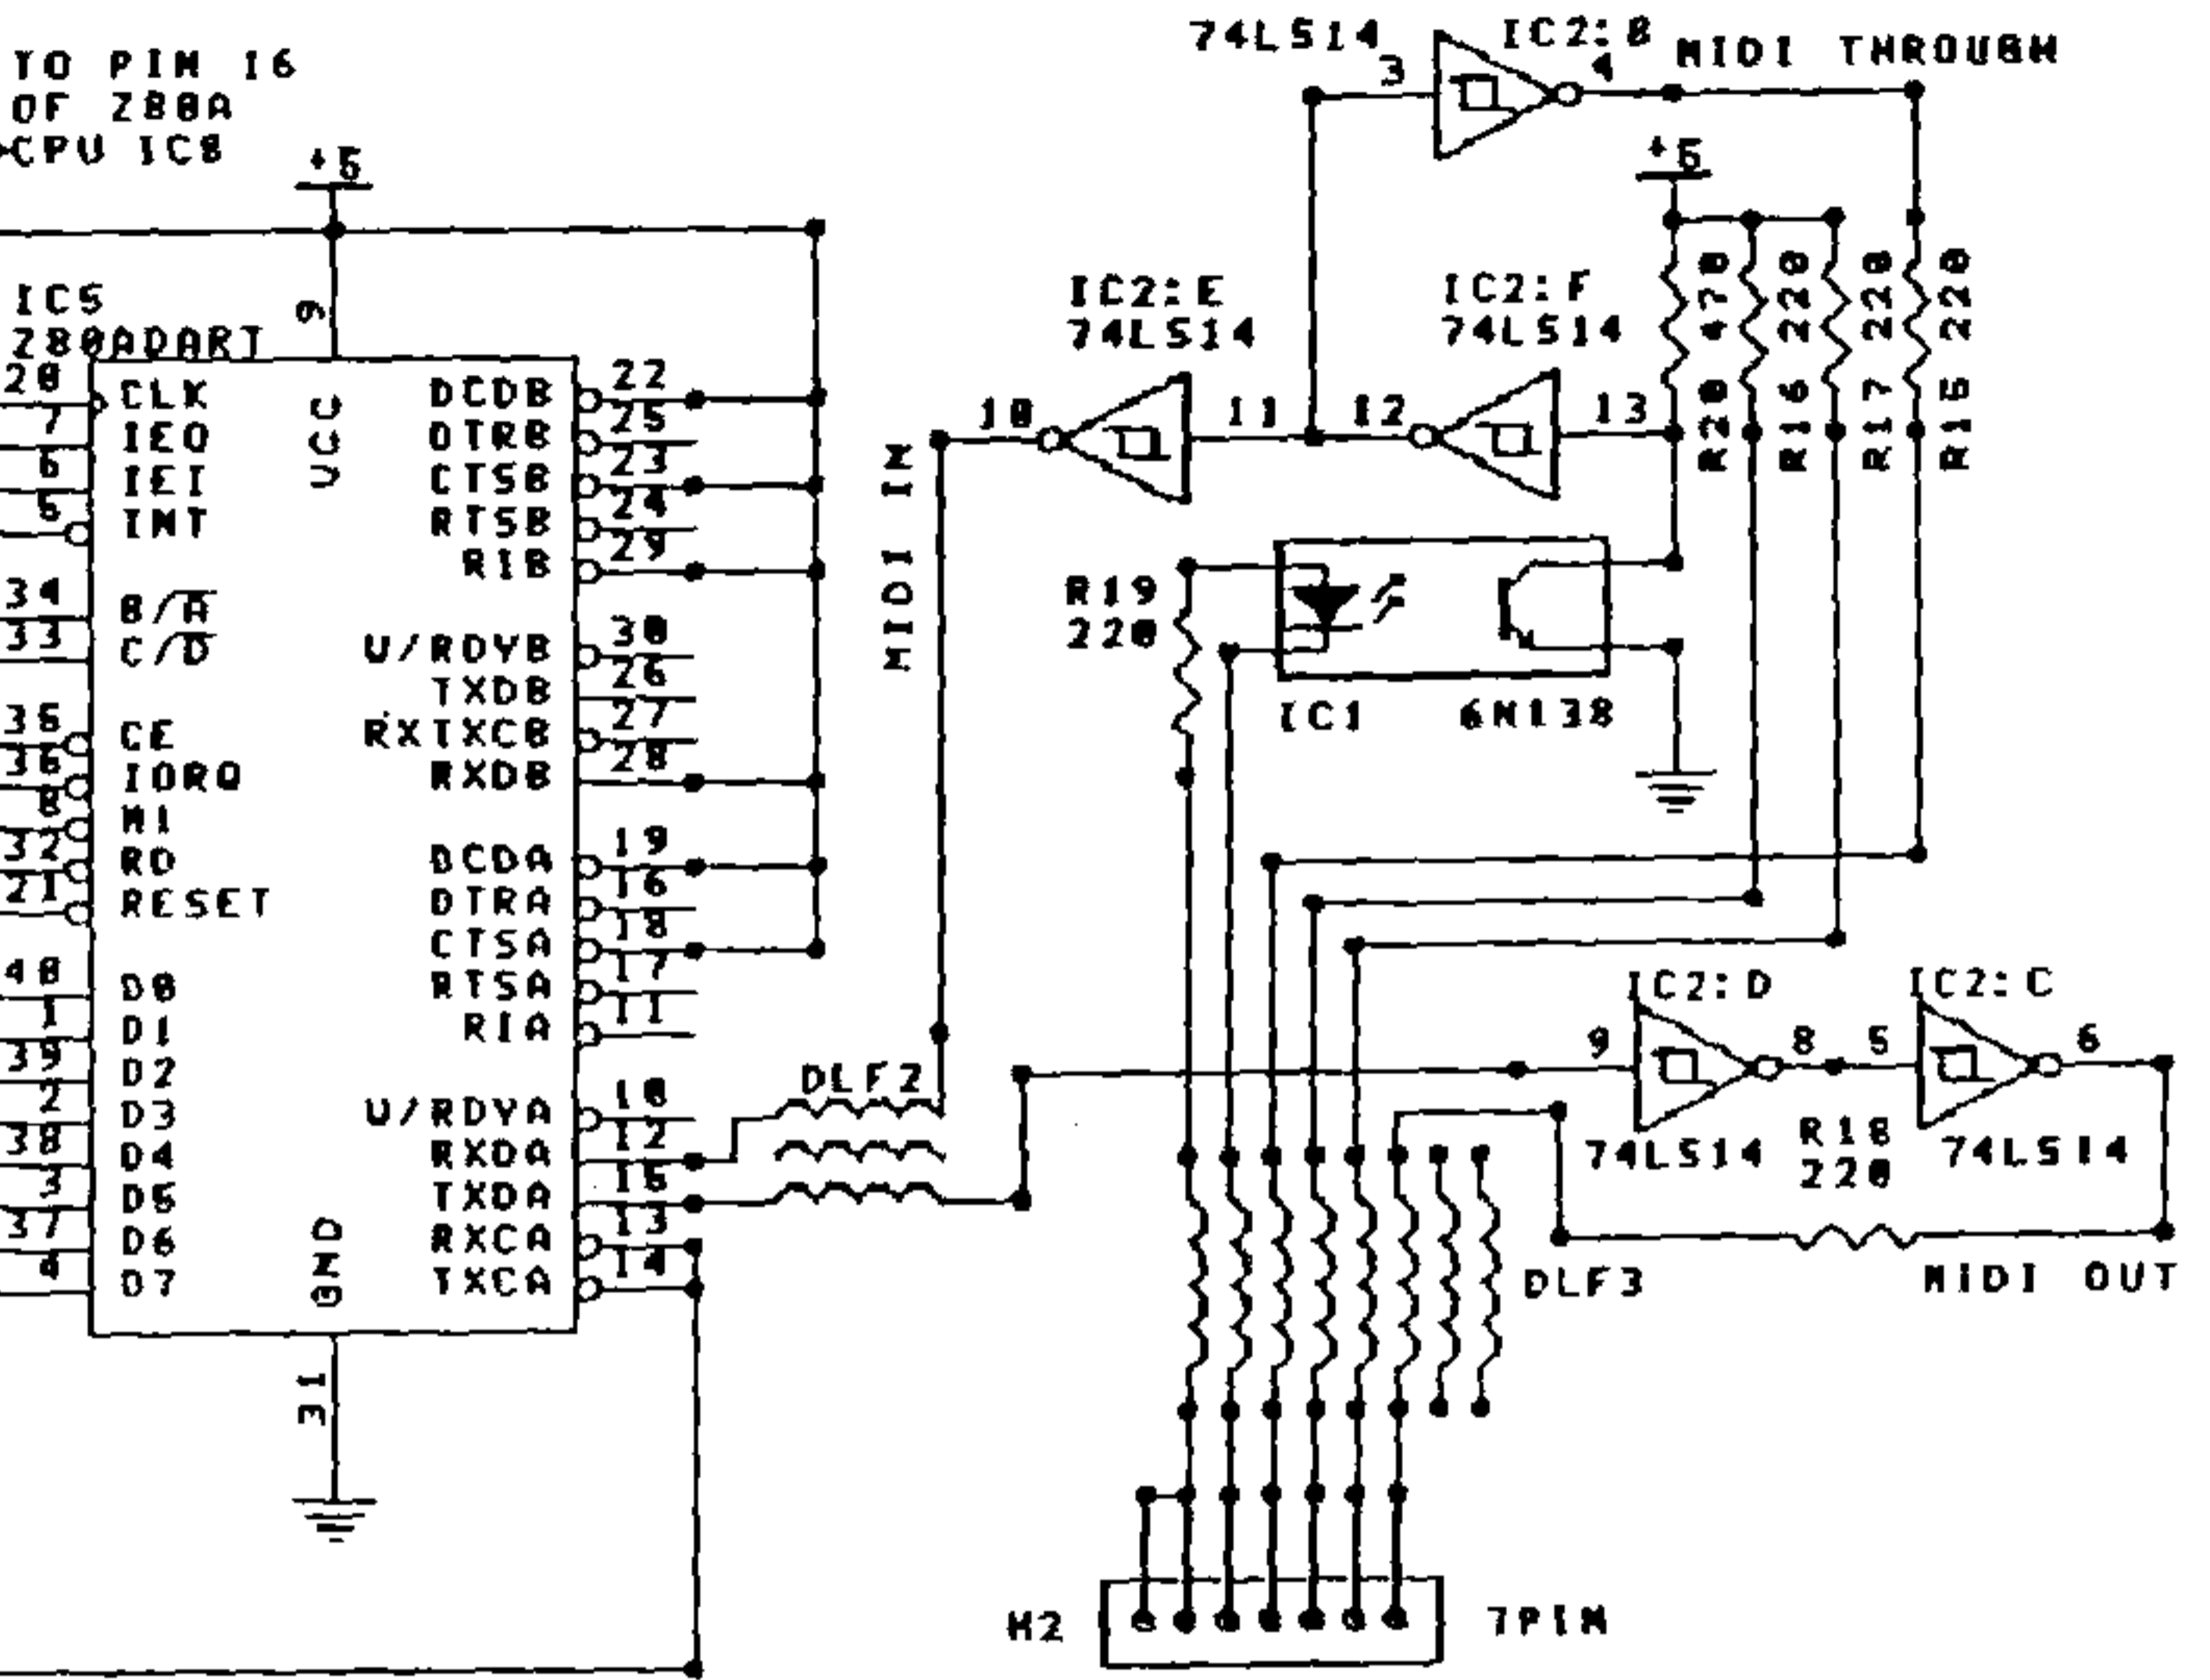 TO PIN 16
OF Z80A
CPU IC8
+5
IC5
Z80ADART
9
VCC
GND
31
20 CLK
7 IEO
6 IEI
5 INT
34 B/A
33 C/D
35 CE
36 IORQ
8 M1
32 RD
21 RESET
40 D0
1 D1
39 D2
2 D3
38 D4
3 D5
37 D6
4 D7
DCDB 22
DTRB 25
CTSB 23
RTSB 24
RIB 29
W/RDYB 30
TXDB 26
RXTXCB 27
RXDB 28
DCDA 19
DTRA 16
CTSA 18
RTSA 17
RIA 11
W/RDYA 10
RXDA 12
TXDA 15
RXCA 13
TXCA 14
DLF2
MIDI IN
74LS14
IC2:B
3
4
MIDI THROUGH
+5
IC2:E
74LS14
10
11
IC2:F
74LS14
12
13
R20 470
R16 220
R17 220
R15 220
R19
220
IC1
6N138
IC2:D
9
8
74LS14
IC2:C
5
6
74LS14
R18
220
DLF3
MIDI OUT
H2
7PIN